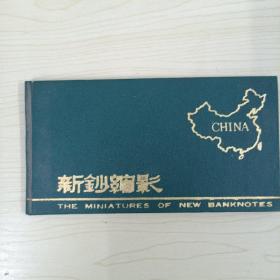 CHINA
新鈔縮影
THE MINIATURES OF NEW BANKNOTES